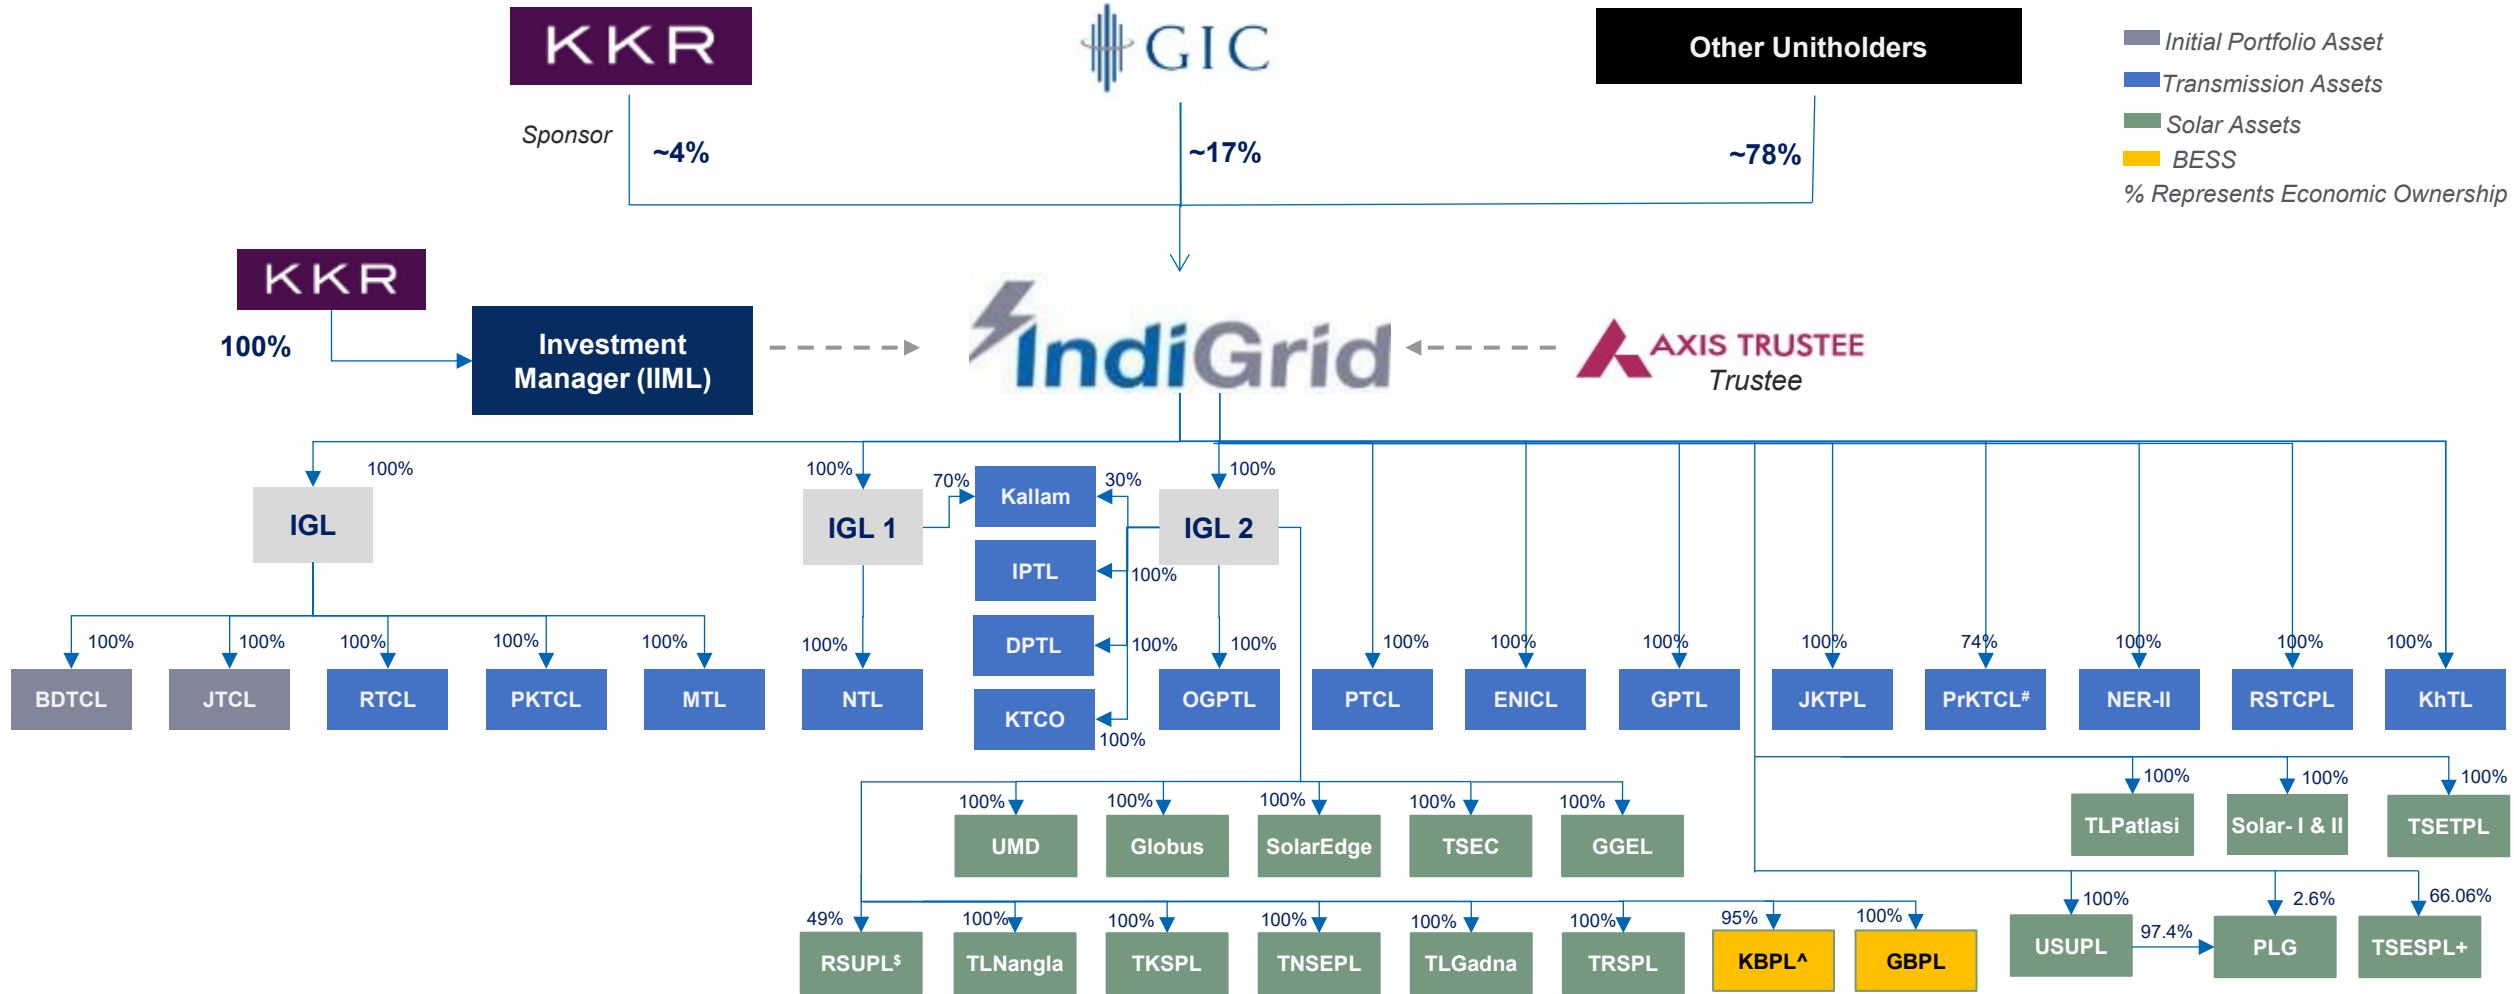 KKR
GIC
Other Unitholders
Initial Portfolio Asset
Transmission Assets
Solar Assets
BESS
% Represents Economic Ownership
Sponsor
~4%
~17%
~78%
KKR
100%
Investment
Manager (IIML)
IndiGrid
AXIS TRUSTEE
Trustee
100%
100%
100%
IGL
IGL 1
IGL 2
70%
Kallam
30%
IPTL
100%
DPTL
100%
KTCO
100%
100%
100%
100%
100%
100%
100%
100%
100%
100%
100%
100%
74%
100%
100%
100%
BDTCL
JTCL
RTCL
PKTCL
MTL
NTL
OGPTL
PTCL
ENICL
GPTL
JKTPL
PrKTCL#
NER-II
RSTCPL
KhTL
100%
100%
100%
100%
100%
UMD
Globus
SolarEdge
TSEC
GGEL
100%
100%
100%
TLPatlasi
Solar- I & II
TSETPL
49%
100%
100%
100%
100%
100%
95%
100%
RSUPL$
TLNangla
TKSPL
TNSEPL
TLGadna
TRSPL
KBPL^
GBPL
100%
2.6%
66.06%
USUPL
97.4%
PLG
TSESPL+